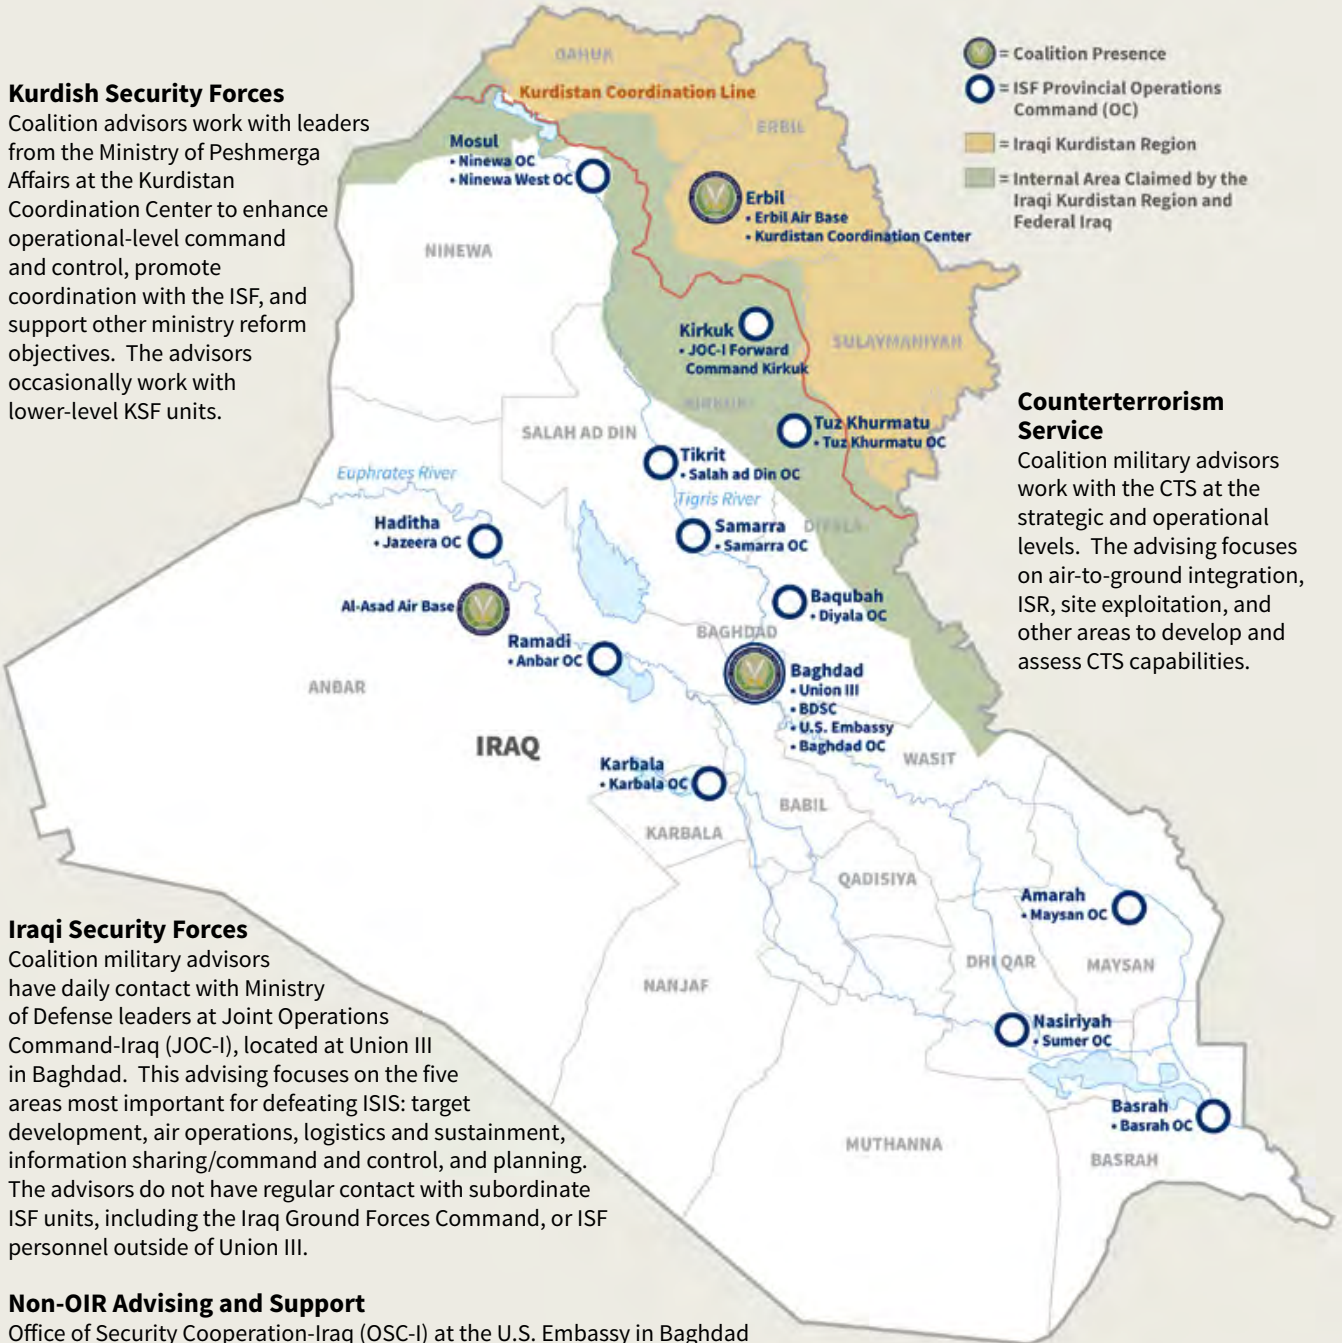 Kurdish Security Forces
Coalition advisors work with leaders
from the Ministry of Peshmerga
Affairs at the Kurdistan
Coordination Center to enhance
operational-level command
and control, promote
coordination with the ISF, and
support other ministry reform
objectives. The advisors
occasionally work with
lower-level KSF units.
= Coalition Presence
= ISF Provincial Operations
Command (OC)
= Iraqi Kurdistan Region
= Internal Area Claimed by the
Iraqi Kurdistan Region and
Federal Iraq
DAHUK
Kurdistan Coordination Line
ERBIL
Mosul
• Ninewa OC
• Ninewa West OC
Erbil
• Erbil Air Base
• Kurdistan Coordination Center
NINEWA
Kirkuk
• JOC-I Forward
Command Kirkuk
SULAYMANIYAH
KIRKUK
Tuz Khurmatu
• Tuz Khurmatu OC
SALAH AD DIN
Tikrit
• Salah ad Din OC
Euphrates River
Tigris River
Haditha
• Jazeera OC
Samarra
• Samarra OC
DIYALA
Al-Asad Air Base
Baqubah
• Diyala OC
BAGHDAD
Ramadi
• Anbar OC
Baghdad
• Union III
• BDSC
• U.S. Embassy
• Baghdad OC
ANBAR
IRAQ
WASIT
Karbala
• Karbala OC
BABIL
KARBALA
QADISIYA
Amarah
• Maysan OC
DHI QAR
MAYSAN
NANJAF
Nasiriyah
• Sumer OC
Basrah
• Basrah OC
MUTHANNA
BASRAH
Counterterrorism
Service
Coalition military advisors
work with the CTS at the
strategic and operational
levels. The advising focuses
on air-to-ground integration,
ISR, site exploitation, and
other areas to develop and
assess CTS capabilities.
Iraqi Security Forces
Coalition military advisors
have daily contact with Ministry
of Defense leaders at Joint Operations
Command-Iraq (JOC-I), located at Union III
in Baghdad. This advising focuses on the five
areas most important for defeating ISIS: target
development, air operations, logistics and sustainment,
information sharing/command and control, and planning.
The advisors do not have regular contact with subordinate
ISF units, including the Iraq Ground Forces Command, or ISF
personnel outside of Union III.
Non-OIR Advising and Support
Office of Security Cooperation-Iraq (OSC-I) at the U.S. Embassy in Baghdad